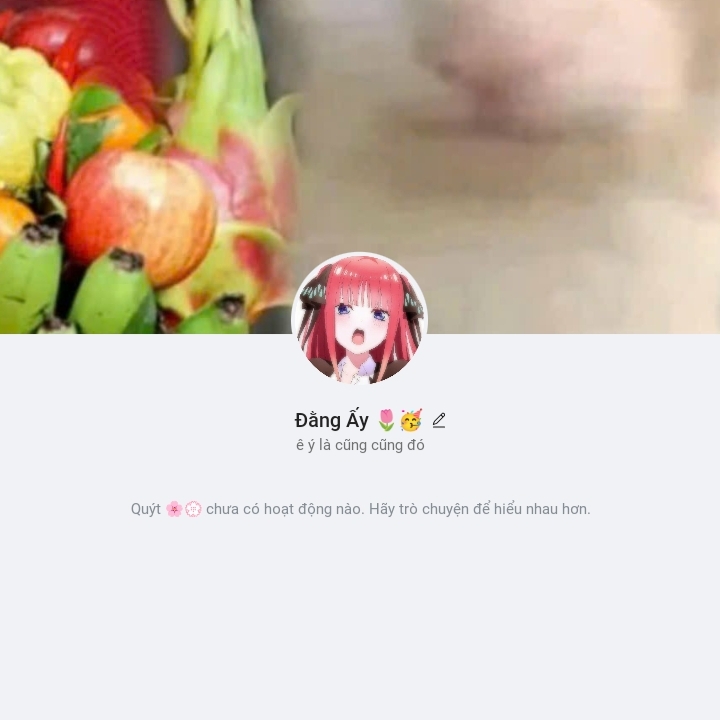 Đằng Ấy 🌷🥳
ê ý là cũng cũng đó
Quýt 🌸💮 chưa có hoạt động nào. Hãy trò chuyện để hiểu nhau hơn.